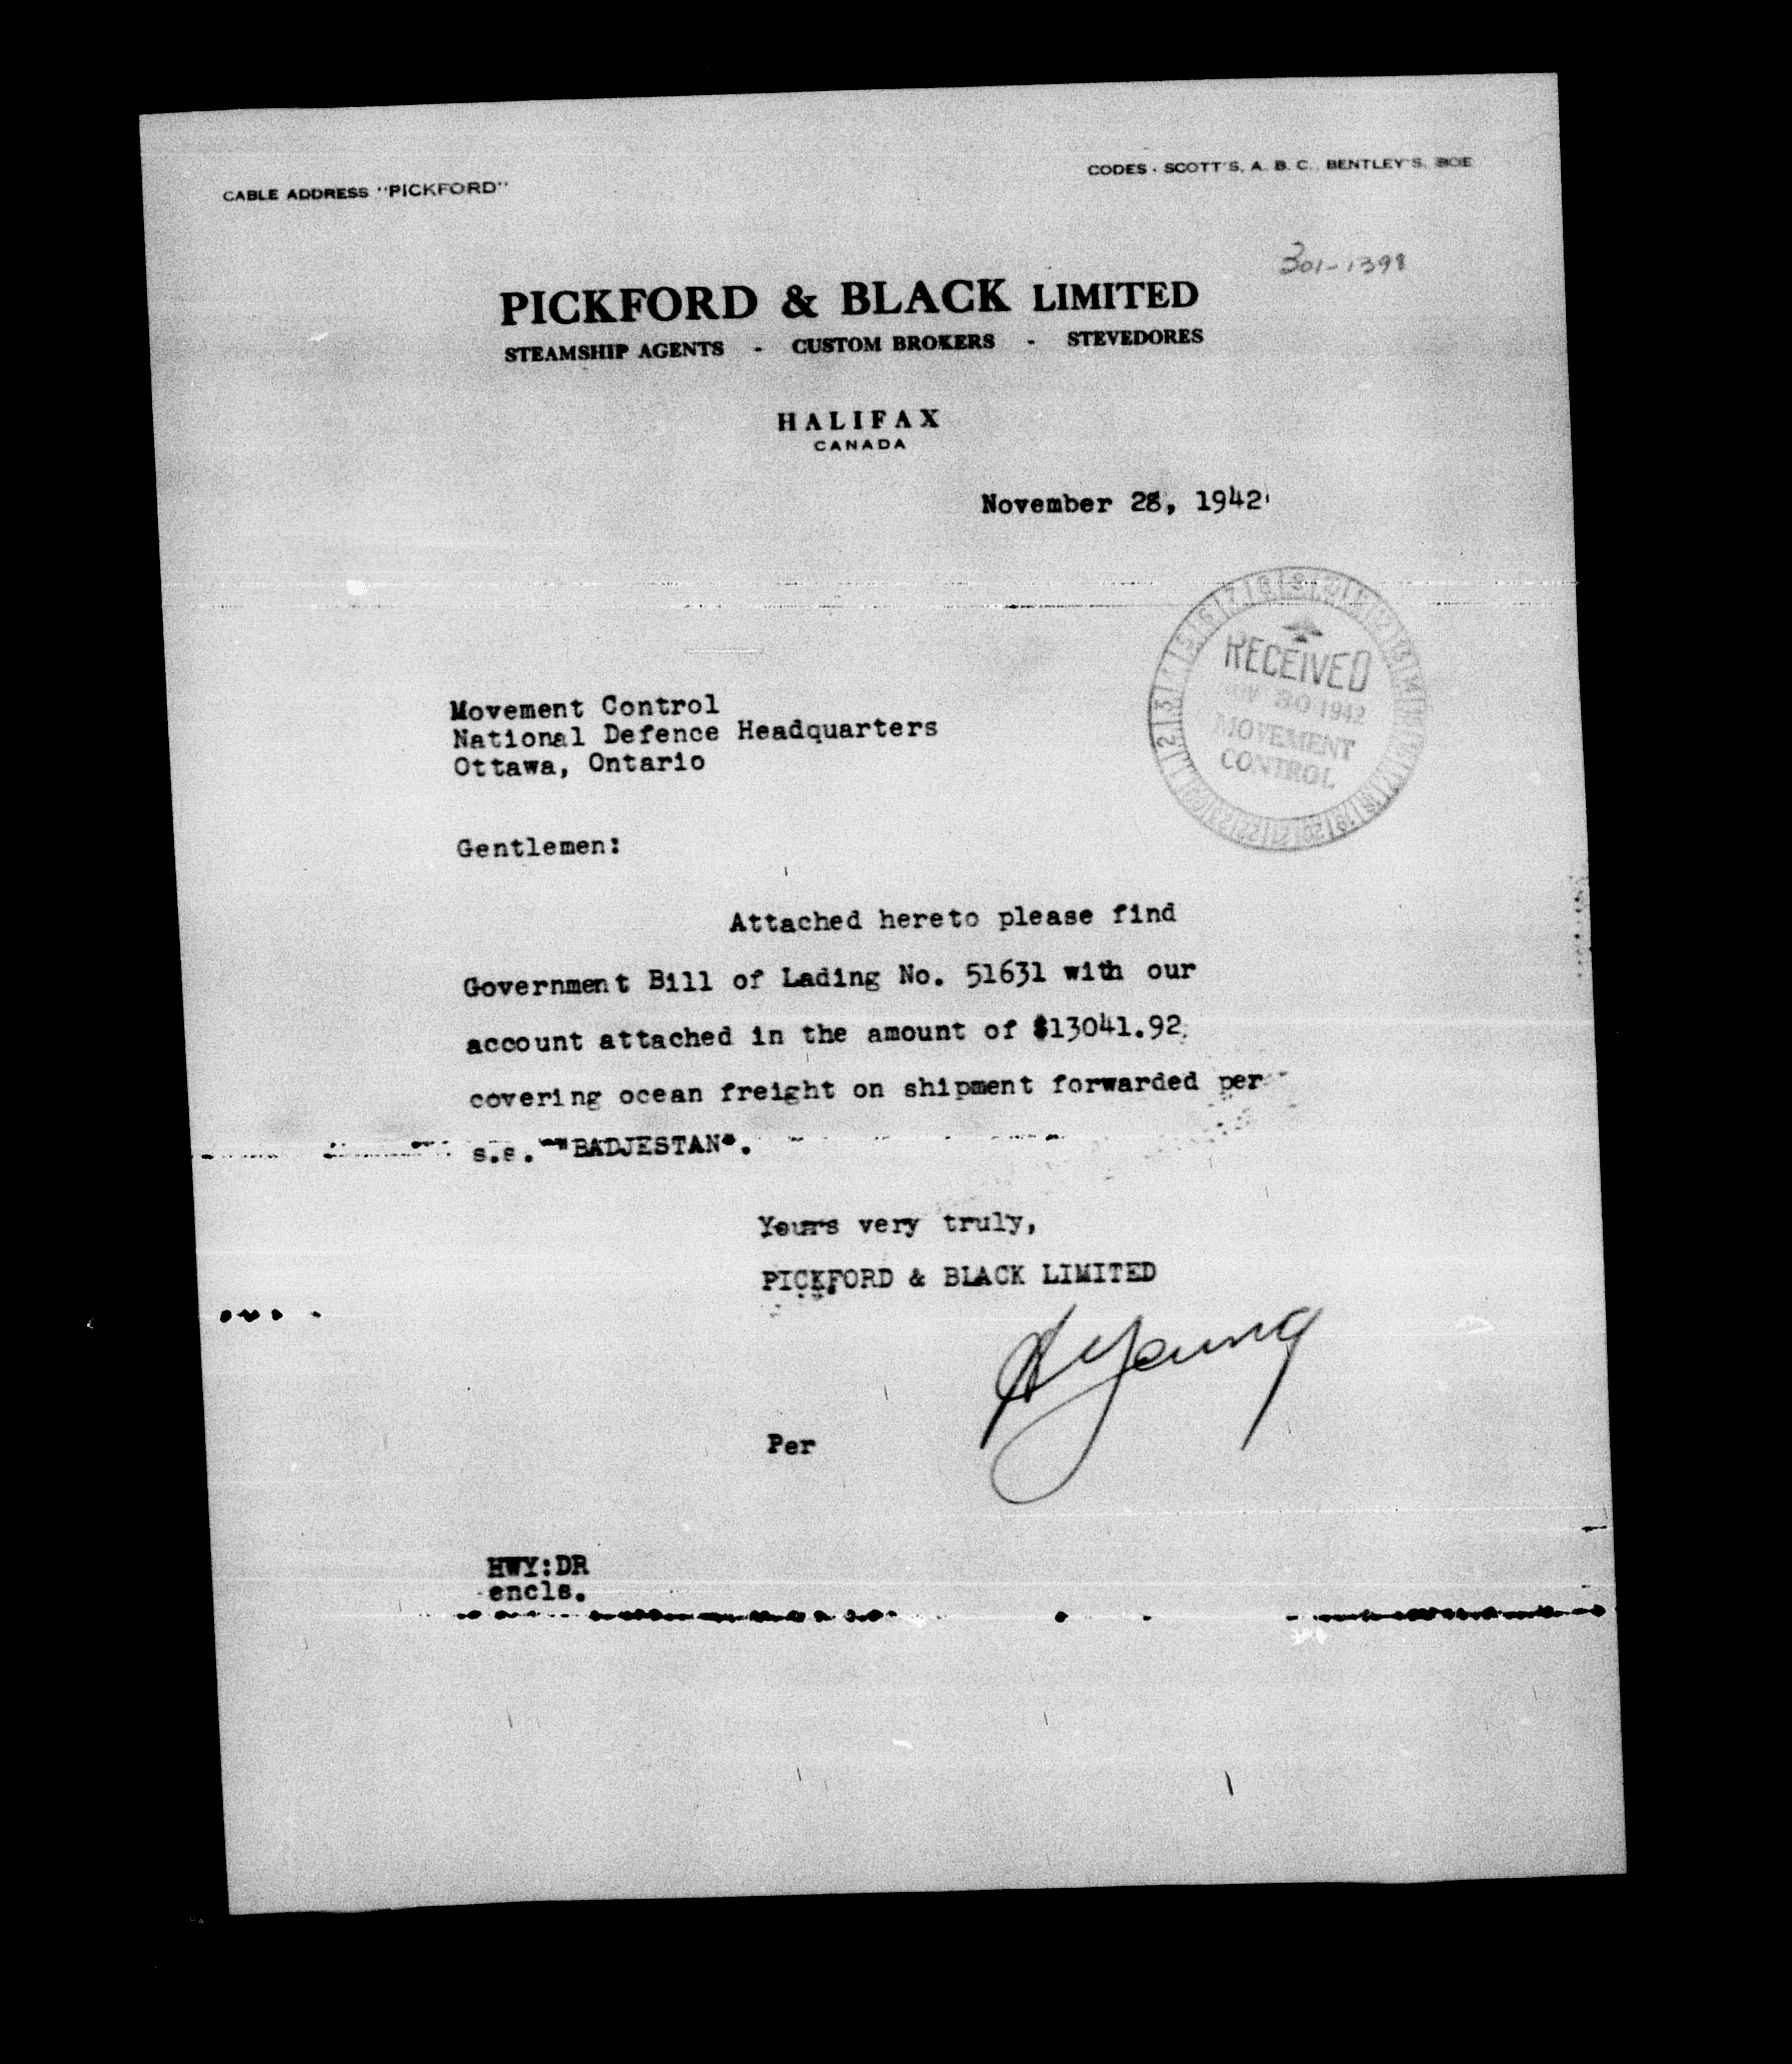 CABLE ADDRESS "PICKFORD"
CODES - SCOTT'S, A. B. C., BENTLEY'S, BOE
301-1398
PICKFORD & BLACK LIMITED
STEAMSHIP AGENTS - CUSTOM BROKERS - STEVEDORES
HALIFAX
CANADA
November 28, 1942
RECEIVED
NOV 30 1942
MOVEMENT
CONTROL
Movement Control
National Defence Headquarters
Ottawa, Ontario
Gentlemen:
Attached hereto please find
Government Bill of Lading No. 51631 with our
account attached in the amount of $13041.92
covering ocean freight on shipment forwarded per
s.s. "BADJESTAN".
Yours very truly,
PICKFORD & BLACK LIMITED
HYoung
Per
HWY:DR
encls.